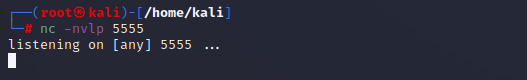 ┌──(root㉿kali)-[/home/kali]
└─# nc -nvlp 5555
listening on [any] 5555 ...